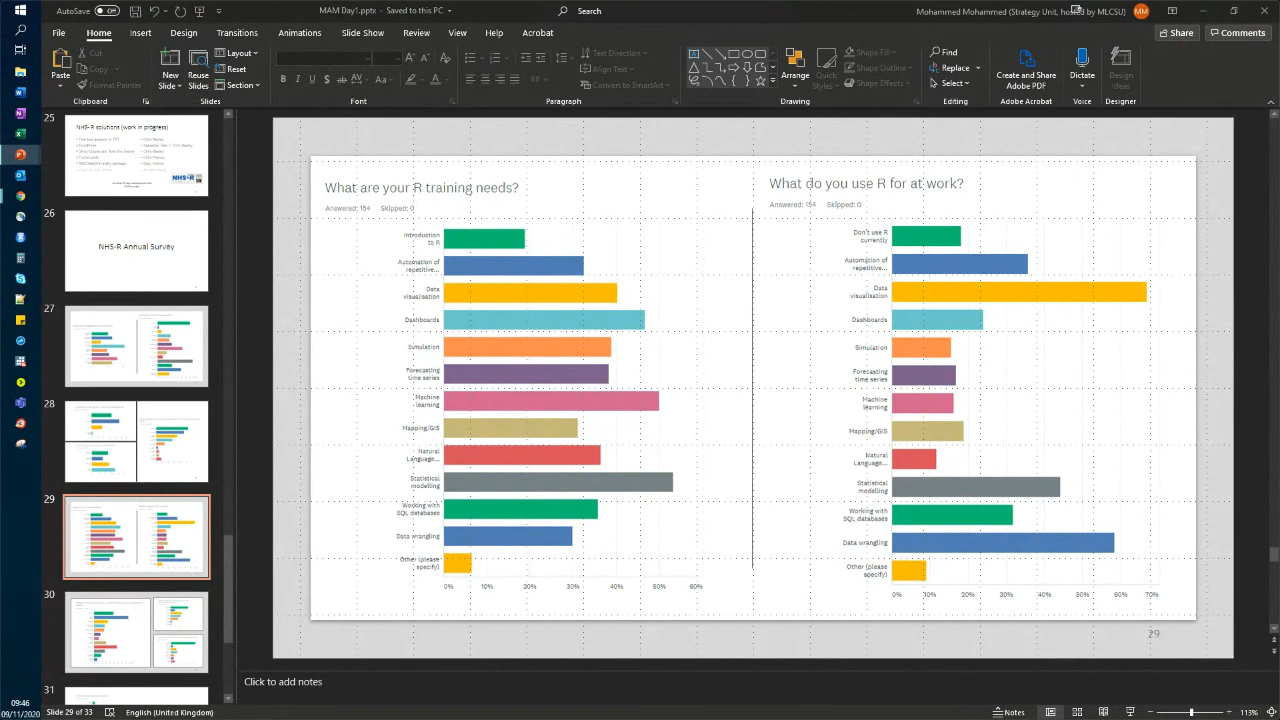 AutoSave
Off
MAM Day1.pptx - Saved to this PC
Search
Mohammed Mohammed (Strategy Unit, hosted by MLCSU)
MM
File
Home
Insert
Design
Transitions
Animations
Slide Show
Review
View
Help
Acrobat
Share
Comments
Paste
Cut
Copy
Format Painter
Clipboard
New
Slide
Reuse
Slides
Layout
Reset
Section
Slides
Font
Text Direction
Align Text
Convert to SmartArt
Paragraph
Arrange
Quick
Styles
Shape Fill
Shape Outline
Shape Effects
Drawing
Find
Replace
Select
Editing
Create and Share
Adobe PDF
Adobe Acrobat
Dictate
Voice
Design
Ideas
Designer
25
NHS-R solutions (work in progress)
NHS-R
26
NHS-R Annual Survey
27
28
29
30
31
What are your R training needs?
Answered: 154 Skipped: 0
Introduction
to R
Automation of
repetitive...
Data
visualisation
Dashboards
Simulation
Forecasting
time series
Machine
learning
Mapping/GIS
Natural
Language...
Statistical
modelling
Working with
SQL databases
Data wrangling
Other (please
specify)
0% 10% 20% 30% 40% 50% 60%
What do you use R for at work?
Answered: 154 Skipped: 0
Don't use R
currently
Automation of
repetitive...
Data
visualisation
Dashboards
Simulation
Forecasting
time series
Machine
learning
Mapping/GIS
Natural
Language...
Statistical
modelling
Working with
SQL databases
Data wrangling
Other (please
specify)
0% 10% 20% 30% 40% 50% 60% 70%
29
Click to add notes
09:46
09/11/2020
Slide 29 of 33
English (United Kingdom)
Notes
113%